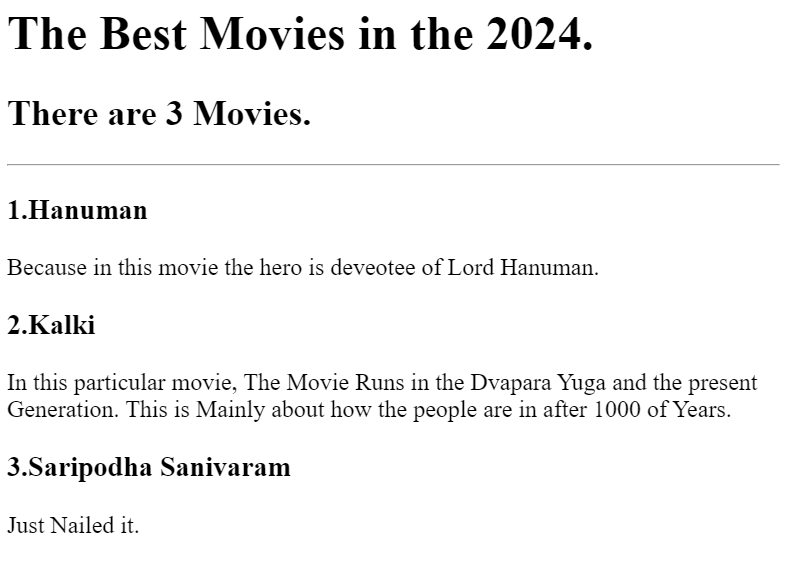 The Best Movies in the 2024.
There are 3 Movies.
1.Hanuman
Because in this movie the hero is deveotee of Lord Hanuman.
2.Kalki
In this particular movie, The Movie Runs in the Dvapara Yuga and the present
Generation. This is Mainly about how the people are in after 1000 of Years.
3.Saripodha Sanivaram
Just Nailed it.